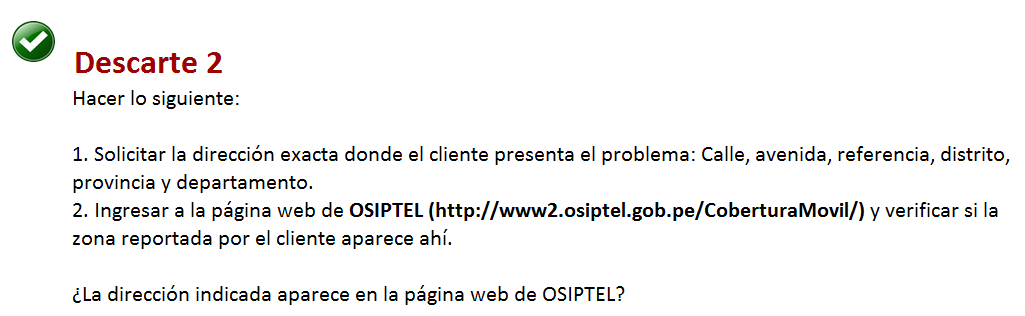 Descarte 2
Hacer lo siguiente:
1. Solicitar la dirección exacta donde el cliente presenta el problema: Calle, avenida, referencia, distrito,
provincia y departamento.
2. Ingresar a la página web de OSIPTEL (http://www2.osiptel.gob.pe/CoberturaMovil/) y verificar si la
zona reportada por el cliente aparece ahí.
¿La dirección indicada aparece en la página web de OSIPTEL?